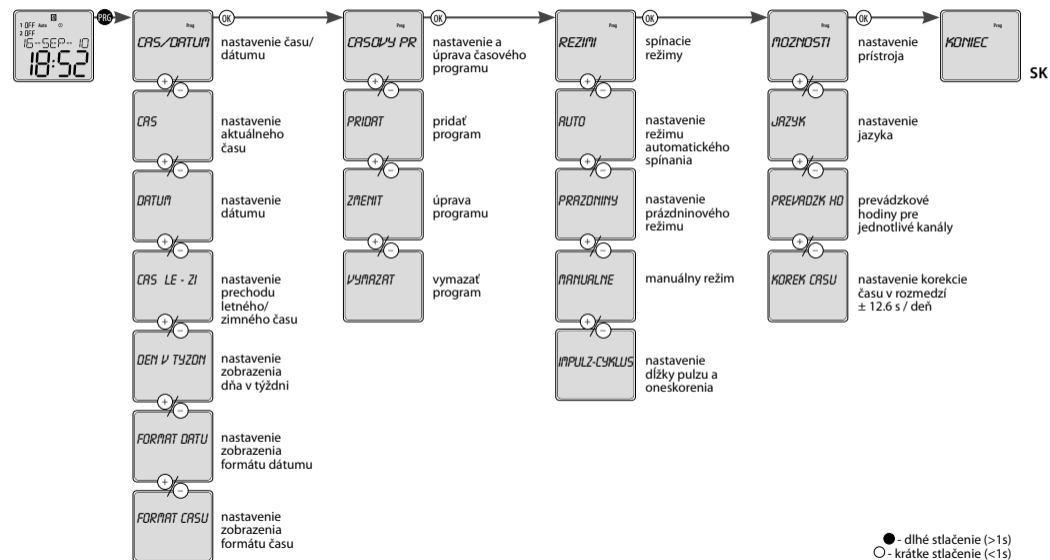 1 OFF Auto
2 OFF
16--SEP-- 10
18:52
PRG
Prg
CAS/DATUM
nastavenie času/
dátumu
+/−
CAS
nastavenie
aktuálneho
času
+/−
DATUM
nastavenie
dátumu
+/−
CAS LE - ZI
nastavenie
prechodu
letného/
zimného času
+/−
DEN V TYZDN
nastavenie
zobrazenia
dňa v týždni
+/−
FORMAT DATU
nastavenie
zobrazenia
formátu dátumu
+/−
FORMAT CASU
nastavenie
zobrazenia
formátu času
OK
Prg
CASOVY PR
nastavenie a
úprava časového
programu
+/−
PRIDAT
pridať
program
+/−
ZMENIT
úprava
programu
+/−
VYMAZAT
vymazať
program
OK
Prg
REZIMI
spínacie
režimy
+/−
AUTO
nastavenie
režimu
automatického
spínania
+/−
PRAZDNINY
nastavenie
prázdninového
režimu
+/−
MANUALNE
manuálny režim
+/−
IMPULZ-CYKLUS
nastavenie
dĺžky pulzu a
oneskorenia
OK
Prg
MOZNOSTI
nastavenie
prístroja
+/−
JAZYK
nastavenie
jazyka
+/−
PREVADZK HO
prevádzkové
hodiny pre
jednotlivé kanály
+/−
KOREK CASU
nastavenie korekcie
času v rozmedzí
± 12.6 s / deň
OK
Prg
KONIEC
SK
● - dlhé stlačenie (>1s)
○ - krátke stlačenie (<1s)